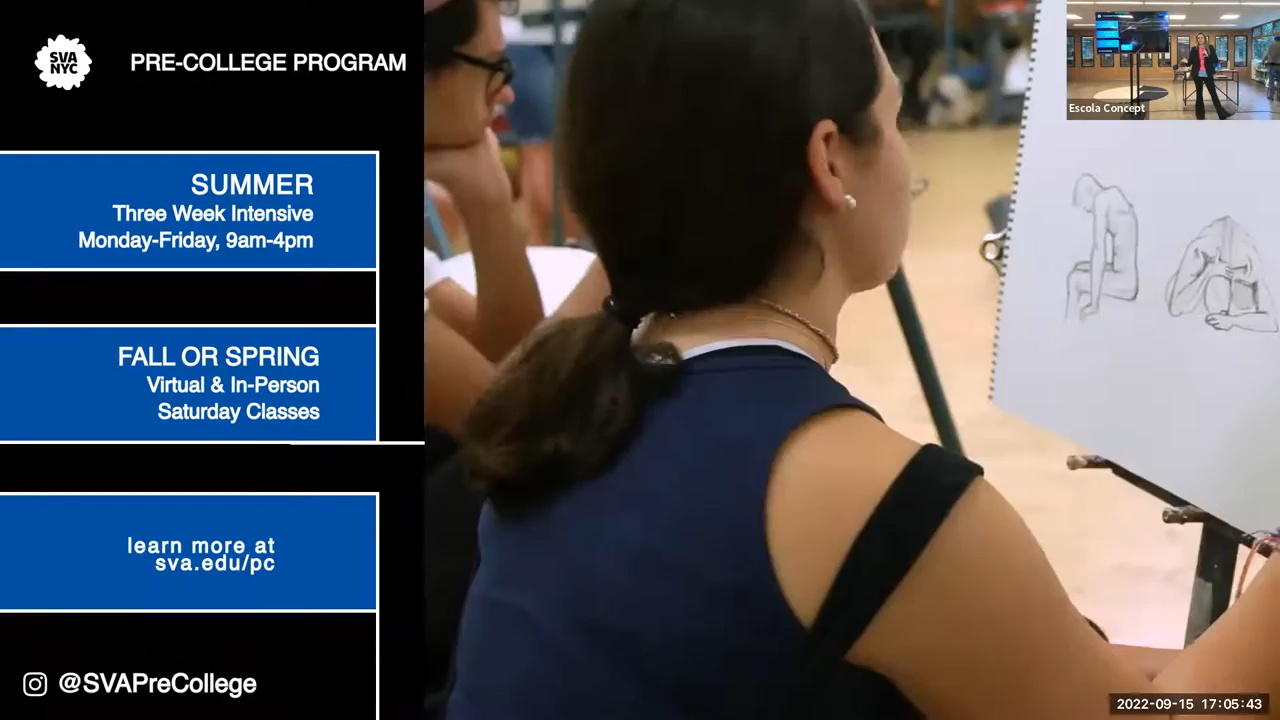 SVA
NYC
PRE-COLLEGE PROGRAM
SUMMER
Three Week Intensive
Monday-Friday, 9am-4pm
FALL OR SPRING
Virtual & In-Person
Saturday Classes
learn more at
sva.edu/pc
@SVAPreCollege
Escola Concept
2022-09-15 17:05:43